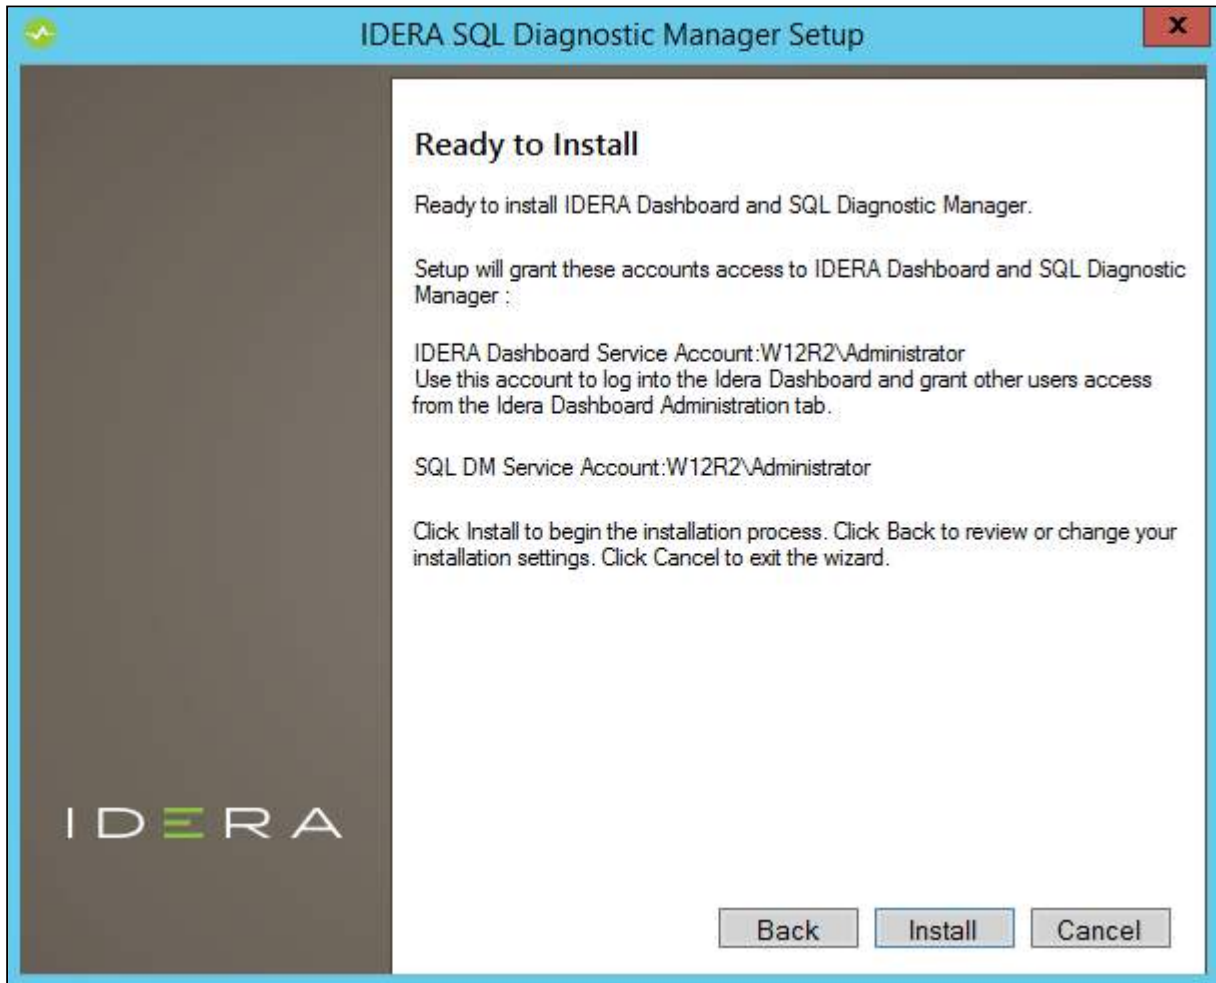 IDERA SQL Diagnostic Manager Setup
x
Ready to Install
Ready to install IDERA Dashboard and SQL Diagnostic Manager.
Setup will grant these accounts access to IDERA Dashboard and SQL Diagnostic
Manager :
IDERA Dashboard Service Account:W12R2\Administrator
Use this account to log into the Idera Dashboard and grant other users access
from the Idera Dashboard Administration tab.
SQL DM Service Account:W12R2\Administrator
Click Install to begin the installation process. Click Back to review or change your
installation settings. Click Cancel to exit the wizard.
IDERA
Back Install Cancel